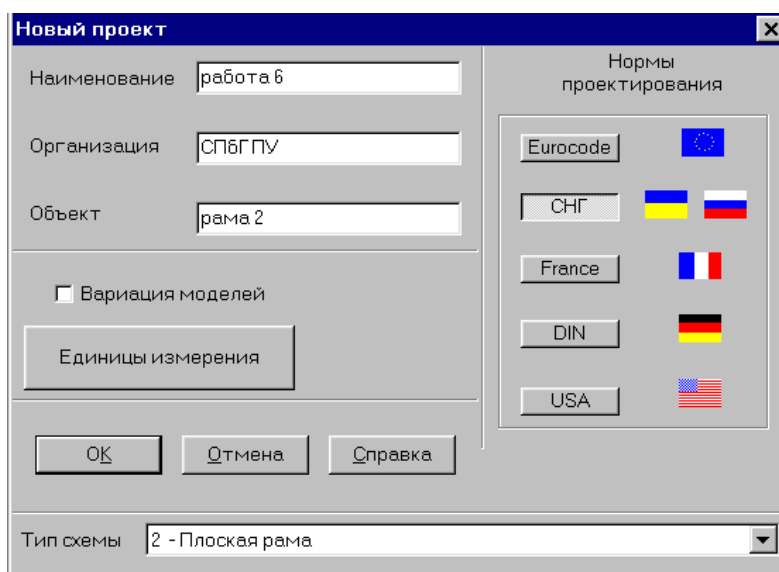 Новый проект
Наименование
работа 6
Организация
СПбГПУ
Объект
рама 2
Вариация моделей
Единицы измерения
OK
Отмена
Справка
Нормы
проектирования
Eurocode
СНГ
France
DIN
USA
Тип схемы
2 - Плоская рама